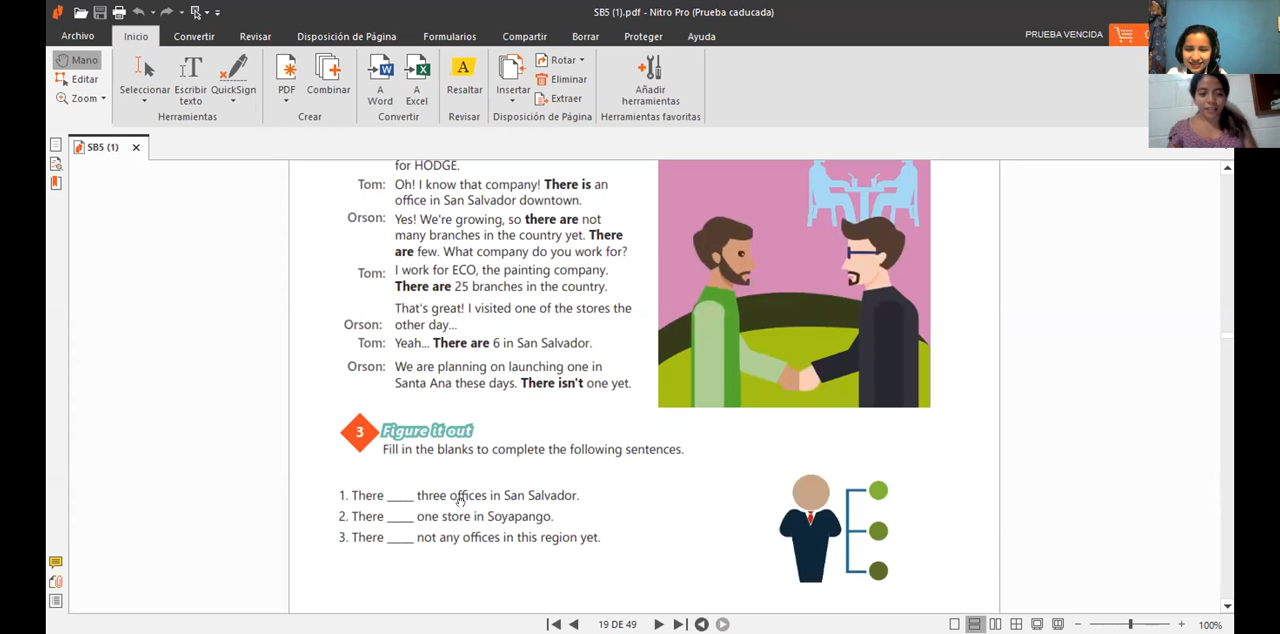 SB5 (1).pdf - Nitro Pro (Prueba caducada)
Archivo Inicio Convertir Revisar Disposición de Página Formularios Compartir Borrar Proteger Ayuda PRUEBA VENCIDA
Mano
Editar
Zoom
Seleccionar
Escribir texto
QuickSign
Herramientas
PDF
Combinar
Crear
A Word
A Excel
Convertir
Resaltar
Revisar
Insertar
Rotar
Eliminar
Extraer
Disposición de Página
Añadir herramientas
Herramientas favoritas
SB5 (1)
for HODGE.
Tom: Oh! I know that company! There is an
office in San Salvador downtown.
Orson: Yes! We're growing, so there are not
many branches in the country yet. There
are few. What company do you work for?
Tom: I work for ECO, the painting company.
There are 25 branches in the country.
That's great! I visited one of the stores the
Orson: other day...
Tom: Yeah... There are 6 in San Salvador.
Orson: We are planning on launching one in
Santa Ana these days. There isn't one yet.
3 Figure it out
Fill in the blanks to complete the following sentences.
1. There _____ three offices in San Salvador.
2. There _____ one store in Soyapango.
3. There _____ not any offices in this region yet.
19 DE 49
100%